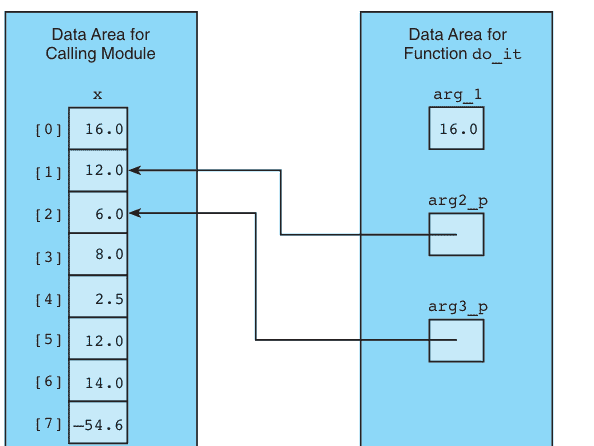 Data Area for
Calling Module
x
[0] 16.0
[1] 12.0
[2] 6.0
[3] 8.0
[4] 2.5
[5] 12.0
[6] 14.0
[7] –54.6
Data Area for
Function do_it
arg_1
16.0
arg2_p
arg3_p